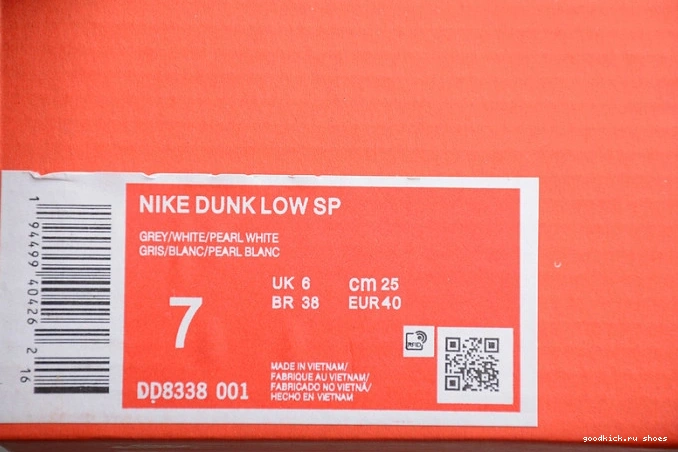 NIKE DUNK LOW SP
GREY/WHITE/PEARL WHITE
GRIS/BLANC/PEARL BLANC
UK 6 cm 25
BR 38 EUR 40
7
MADE IN VIETNAM/
FABRIQUE AU VIETNAM/
FABRICADO NO VIETNÃ/
HECHO EN VIETNAM
DD8338 001
RFID
1 94499 40426 2 16
goodkick.ru shoes